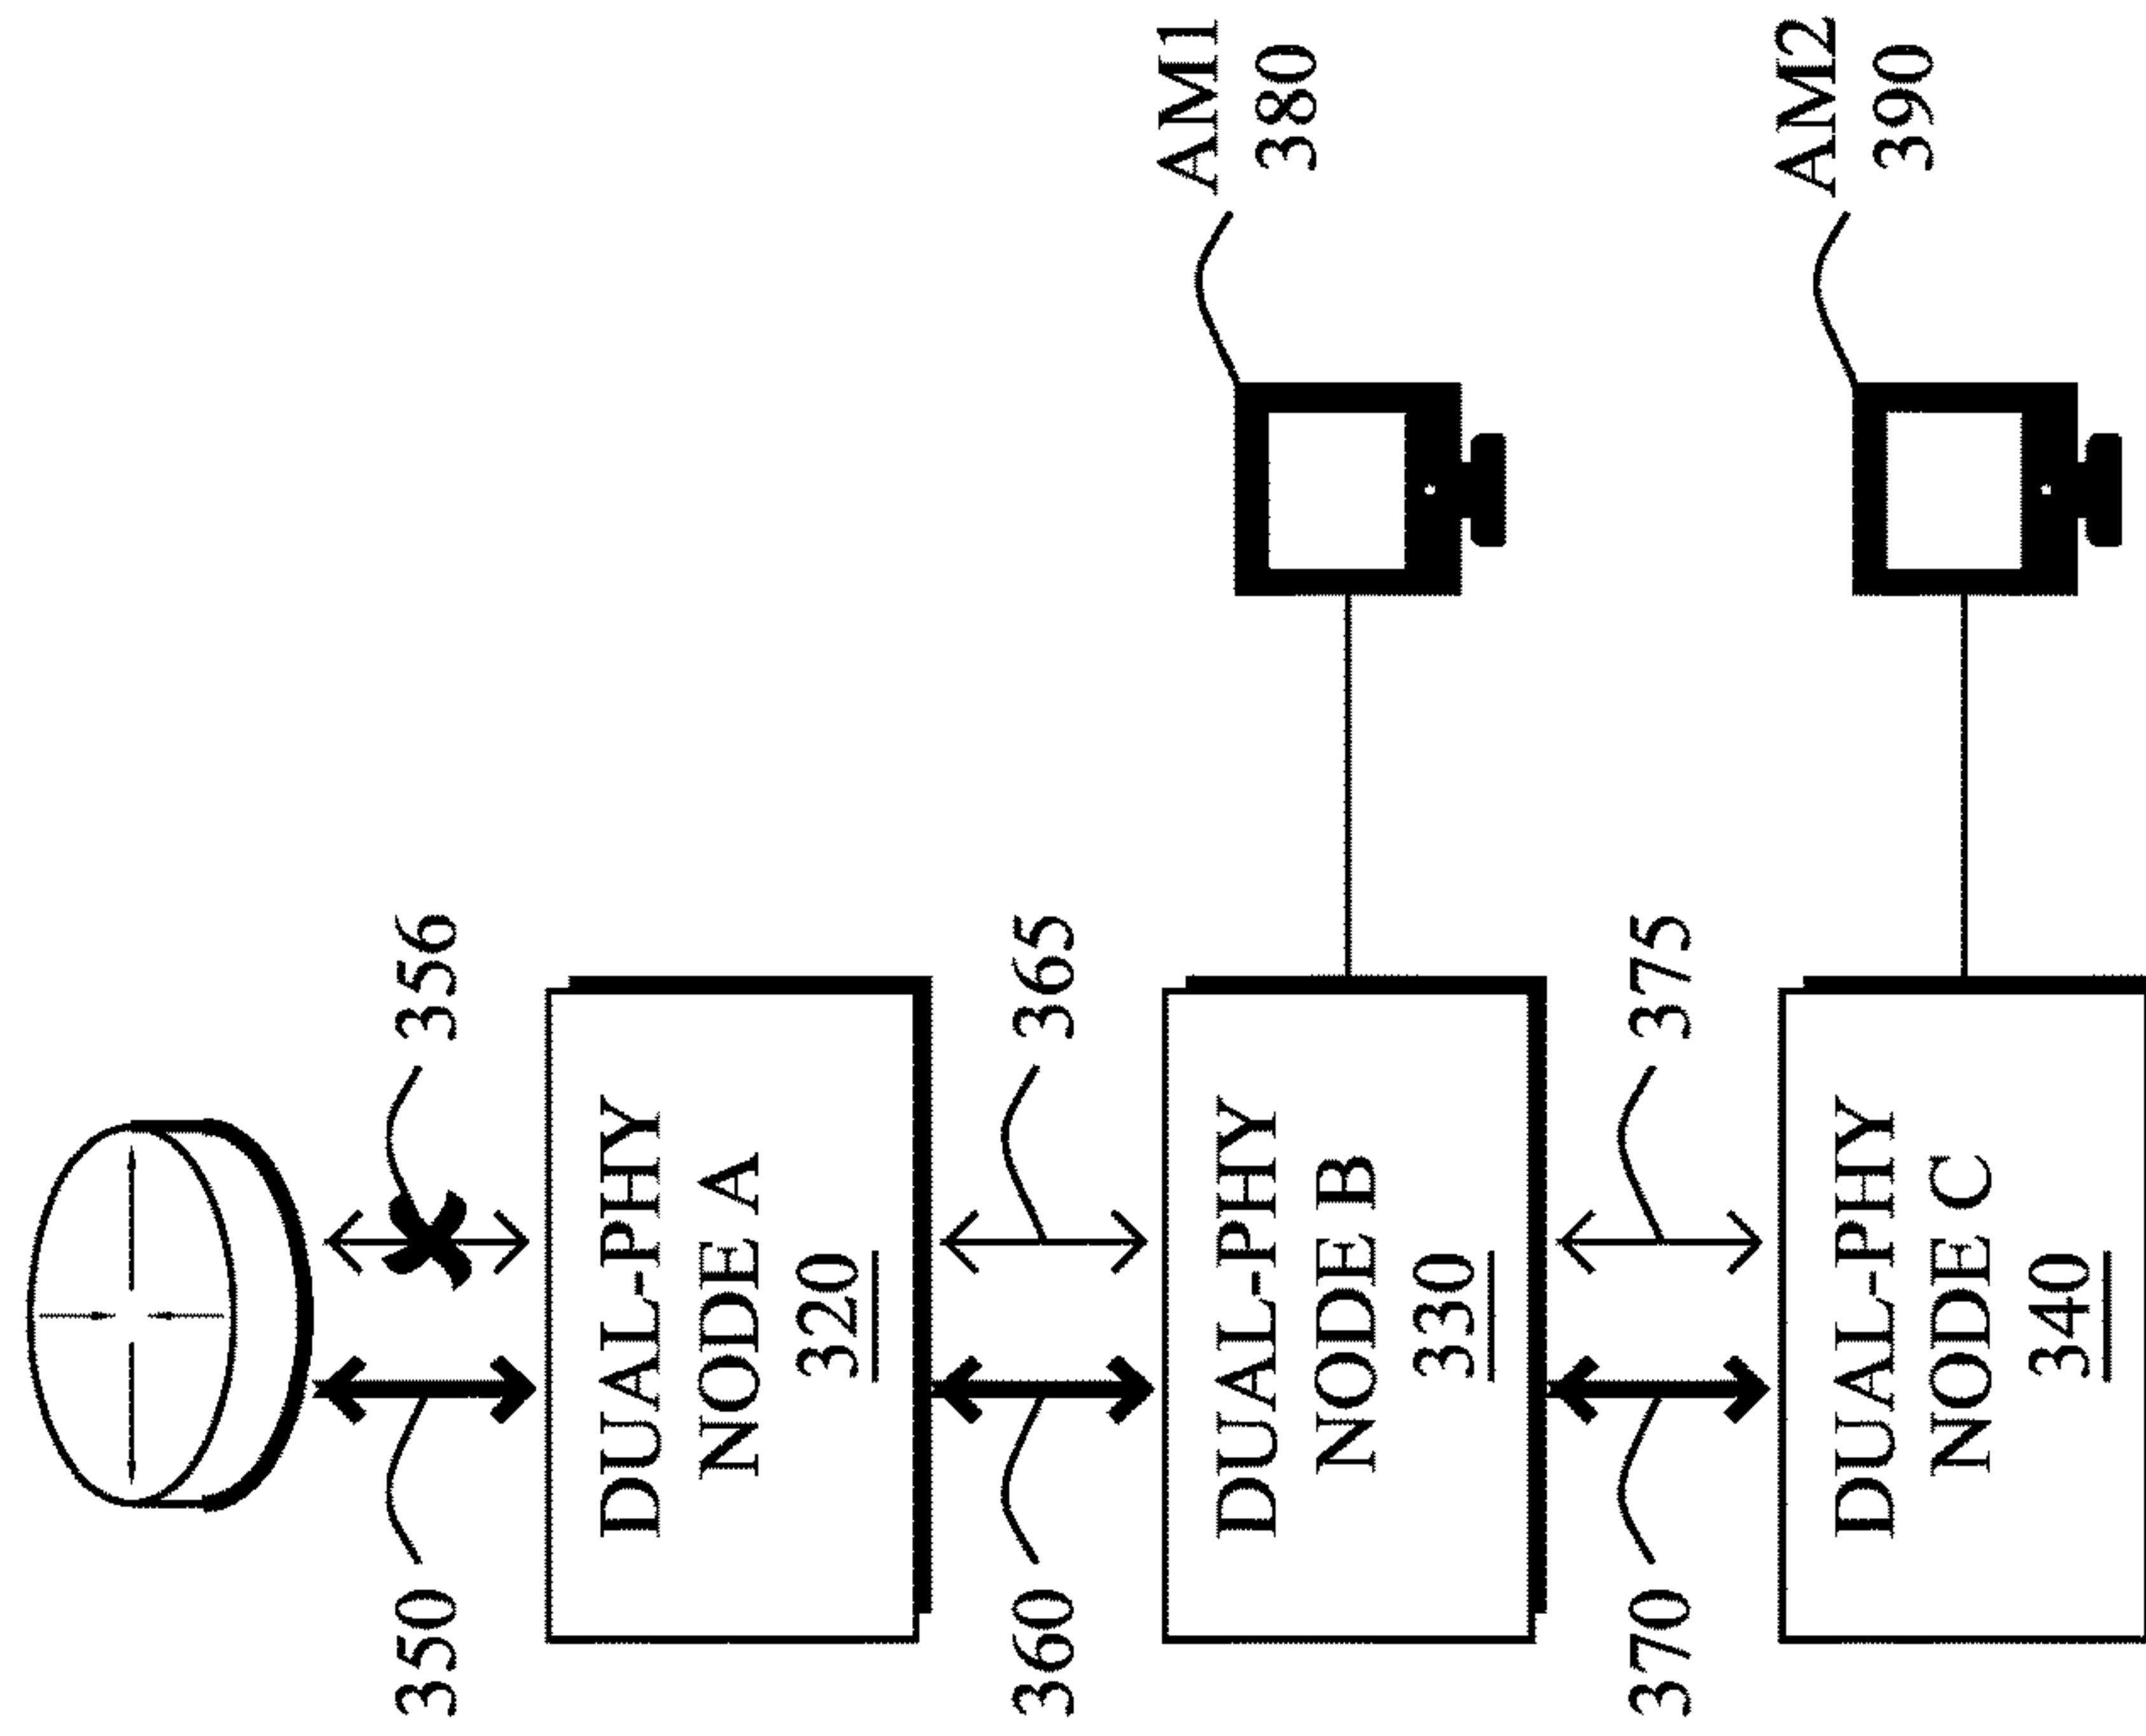 350
356
DUAL-PHY
NODE A
320
360
365
DUAL-PHY
NODE B
330
AM1
380
370
375
DUAL-PHY
NODE C
340
AM2
390